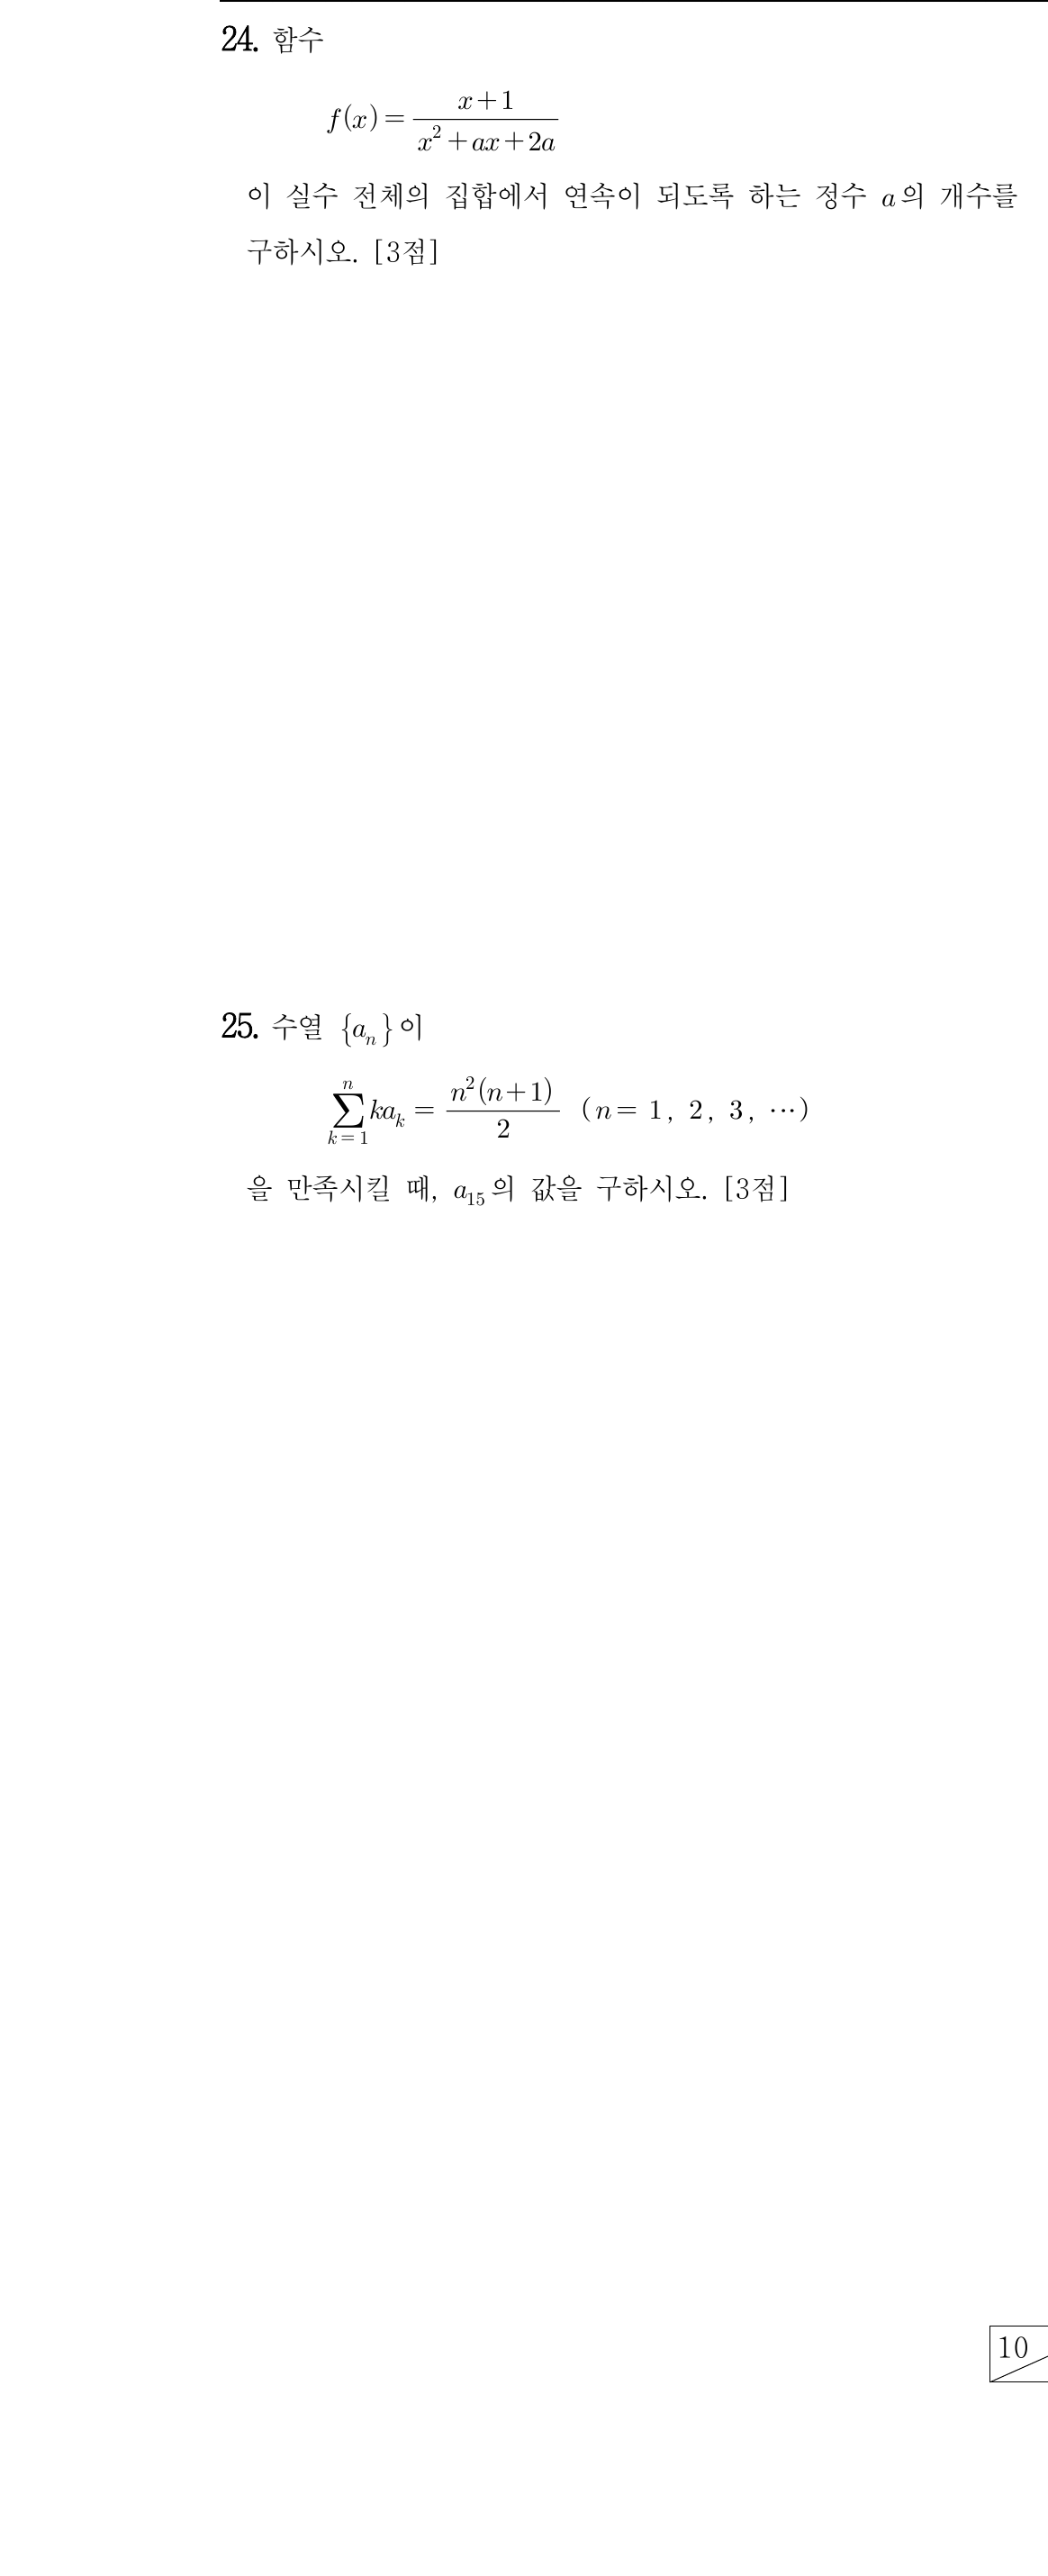 24. 함수
f(x) = \frac{x+1}{x^2+ax+2a}
이 실수 전체의 집합에서 연속이 되도록 하는 정수 a의 개수를
구하시오. [3점]
25. 수열 {a_n}이
\sum_{k=1}^{n} ka_k = \frac{n^2(n+1)}{2} (n= 1, 2, 3, ⋯)
을 만족시킬 때, a_{15}의 값을 구하시오. [3점]
10